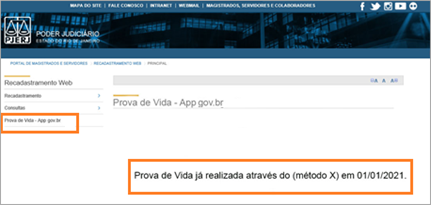 MAPA DO SITE | FALE CONOSCO | INTRANET | WEBMAIL | MAGISTRADOS, SERVIDORES E COLABORADORES
PJERJ
PODER JUDICIÁRIO
ESTADO DO RIO DE JANEIRO
PORTAL DE MAGISTRADOS E SERVIDORES
RECADASTRAMENTO WEB
PRINCIPAL
Recadastramento Web
Recadastramento
Consultas
Prova de Vida - App gov.br
A A
Prova de Vida - App gov.br
Prova de Vida já realizada através do (método X) em 01/01/2021.